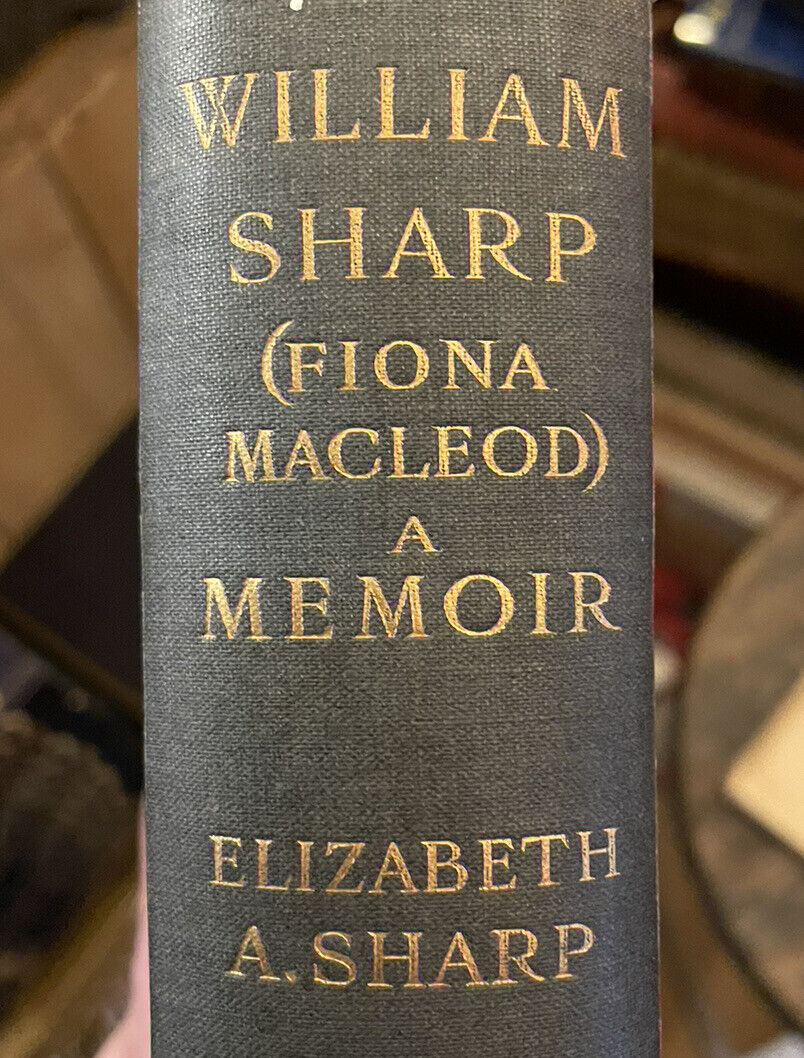 WILLIAM
SHARP
(FIONA
MACLEOD)
A
MEMOIR
ELIZABETH
A. SHARP